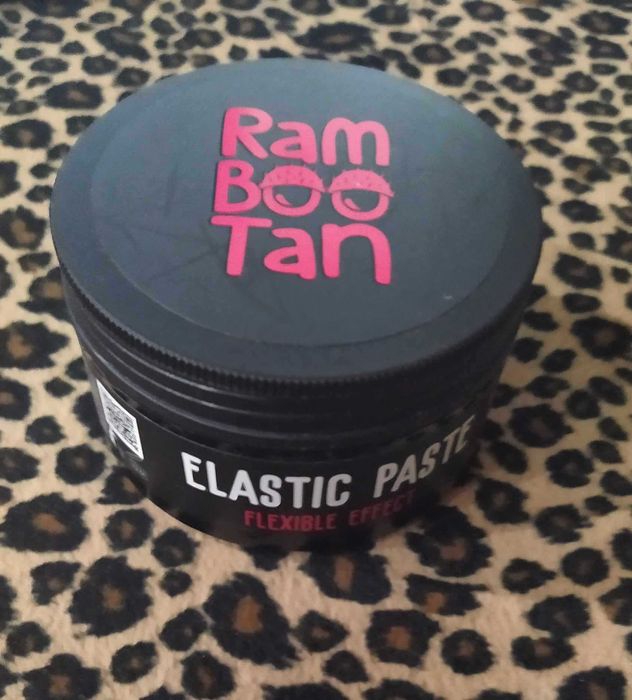 Ram
Boo
Tan
ELASTIC PASTE
FLEXIBLE EFFECT